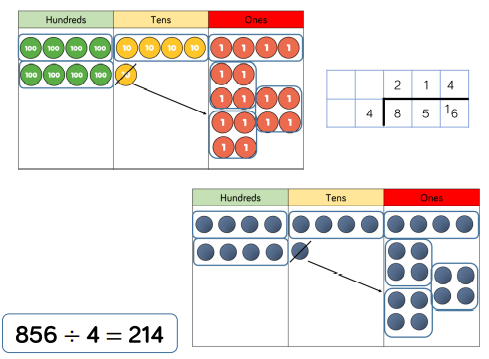 Hundreds Tens Ones
100 100 100 100 10 10 10 10 1 1 1 1
100 100 100 100 10 1 1
1 1 1 1
1 1 1 1
1 1
2 1 4
4 8 5 16
Hundreds Tens Ones
856 ÷ 4 = 214